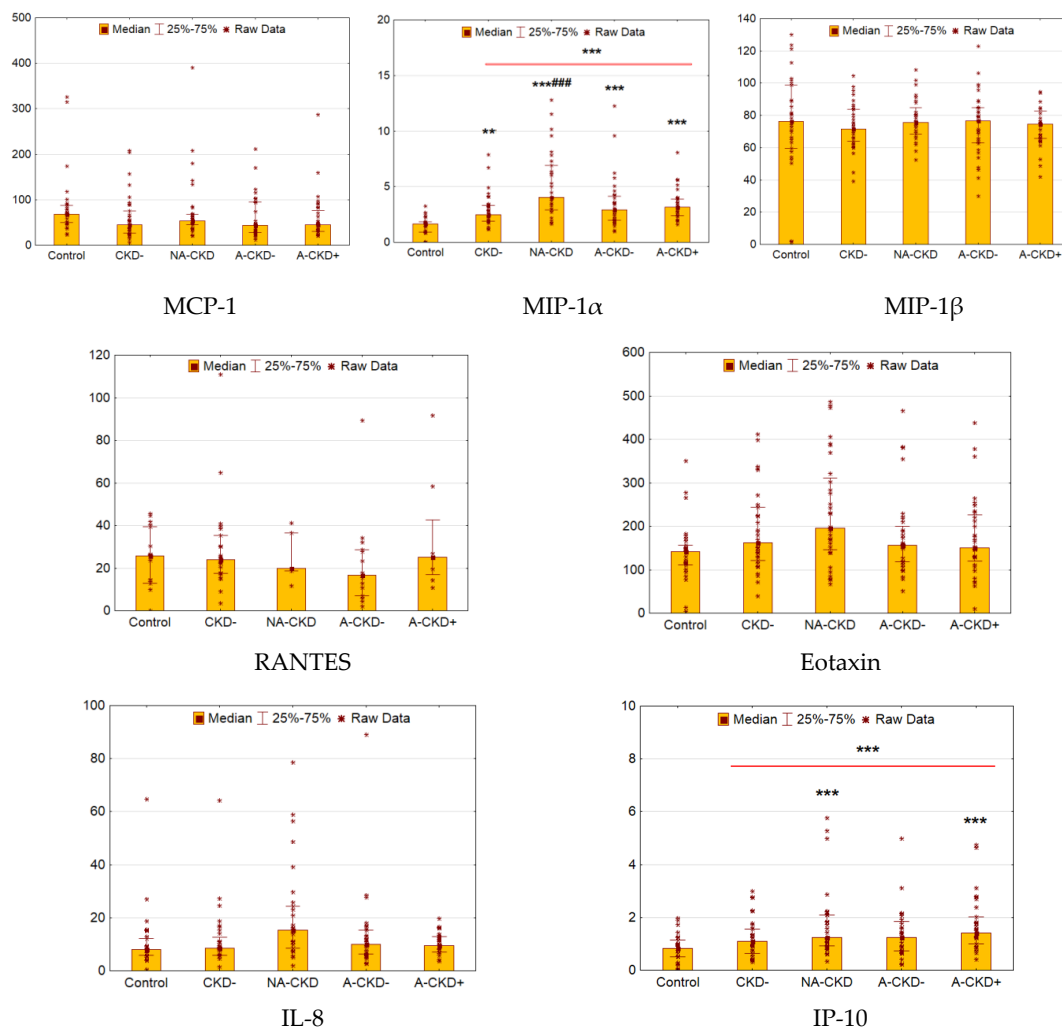 Median 25%-75% Raw Data
500
400
300
200
100
0
Control CKD- NA-CKD A-CKD- A-CKD+
MCP-1
Median 25%-75% Raw Data
20
15
10
5
0
***
**
***###
***
***
CKD- NA-CKD A-CKD- A-CKD+
Control
MIP-1α
Median 25%-75% Raw Data
140
120
100
80
60
40
20
0
Control CKD- NA-CKD A-CKD- A-CKD+
MIP-1β
Median 25%-75% Raw Data
120
100
80
60
40
20
0
Control CKD- NA-CKD A-CKD- A-CKD+
RANTES
Median 25%-75% Raw Data
600
500
400
300
200
100
0
Control CKD- NA-CKD A-CKD- A-CKD+
Eotaxin
Median 25%-75% Raw Data
100
80
60
40
20
0
Control CKD- NA-CKD A-CKD- A-CKD+
IL-8
Median 25%-75% Raw Data
10
8
6
4
2
0
***
***
***
Control CKD- NA-CKD A-CKD- A-CKD+
IP-10